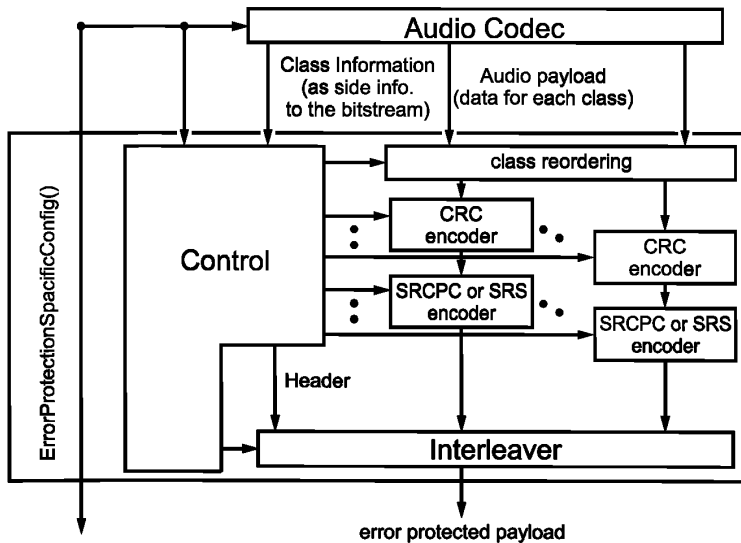 Audio Codec
Class Information
(as side info.
to the bitstream)
Audio payload
(data for each class)
ErrorProtectionSpacificConfig()
Control
class reordering
CRC
encoder
CRC
encoder
SRCPC or SRS
encoder
SRCPC or SRS
encoder
Header
Interleaver
error protected payload